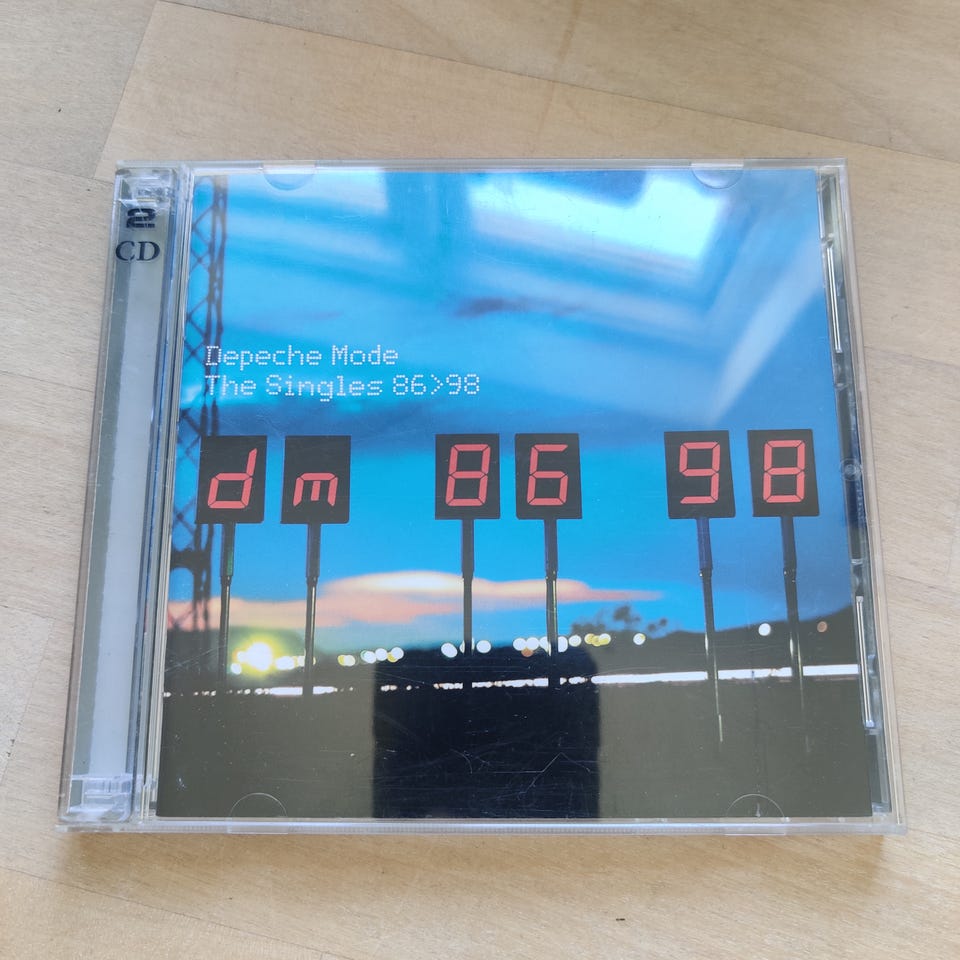 2
CD
Depeche Mode
The Singles 86>98
dm 86 98